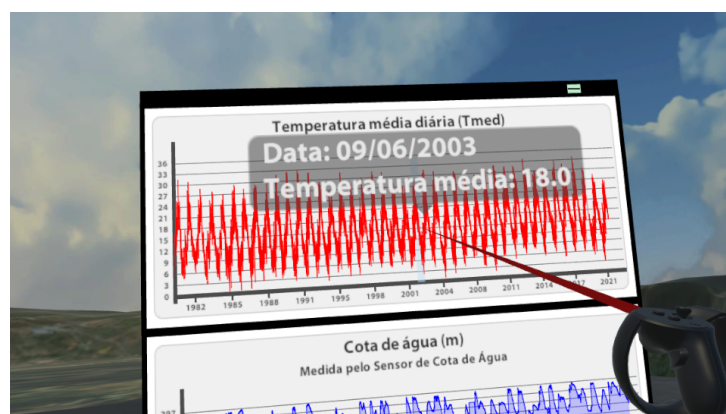 Temperatura média diária (Tmed)
Data: 09/06/2003
Temperatura média: 18.0
36
33
30
27
24
21
18
15
12
9
6
3
0
1982 1985 1988 1991 1995 1998 2001 2004 2008 2011 2014 2017 2021
Cota de água (m)
Medida pelo Sensor de Cota de Água